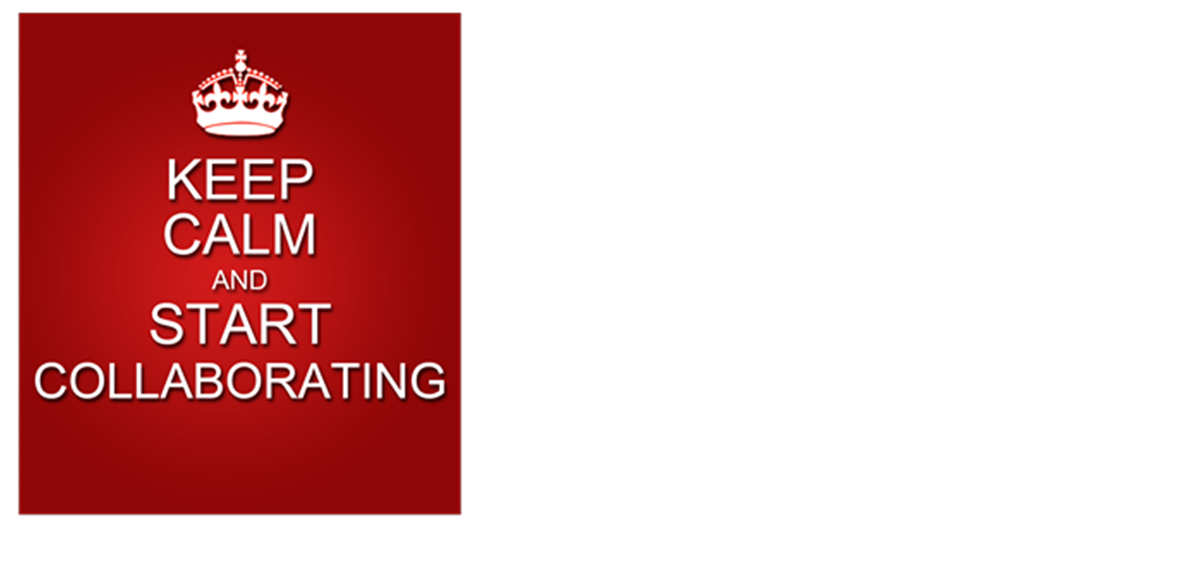 KEEP
CALM
AND
START
COLLABORATING